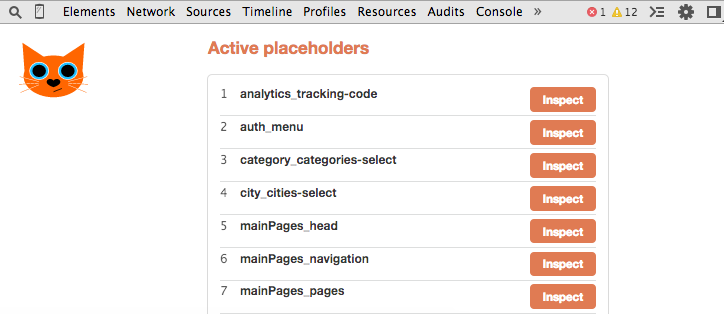 Elements Network Sources Timeline Profiles Resources Audits Console » 1 12
Active placeholders
1 analytics_tracking-code Inspect
2 auth_menu Inspect
3 category_categories-select Inspect
4 city_cities-select Inspect
5 mainPages_head Inspect
6 mainPages_navigation Inspect
7 mainPages_pages Inspect